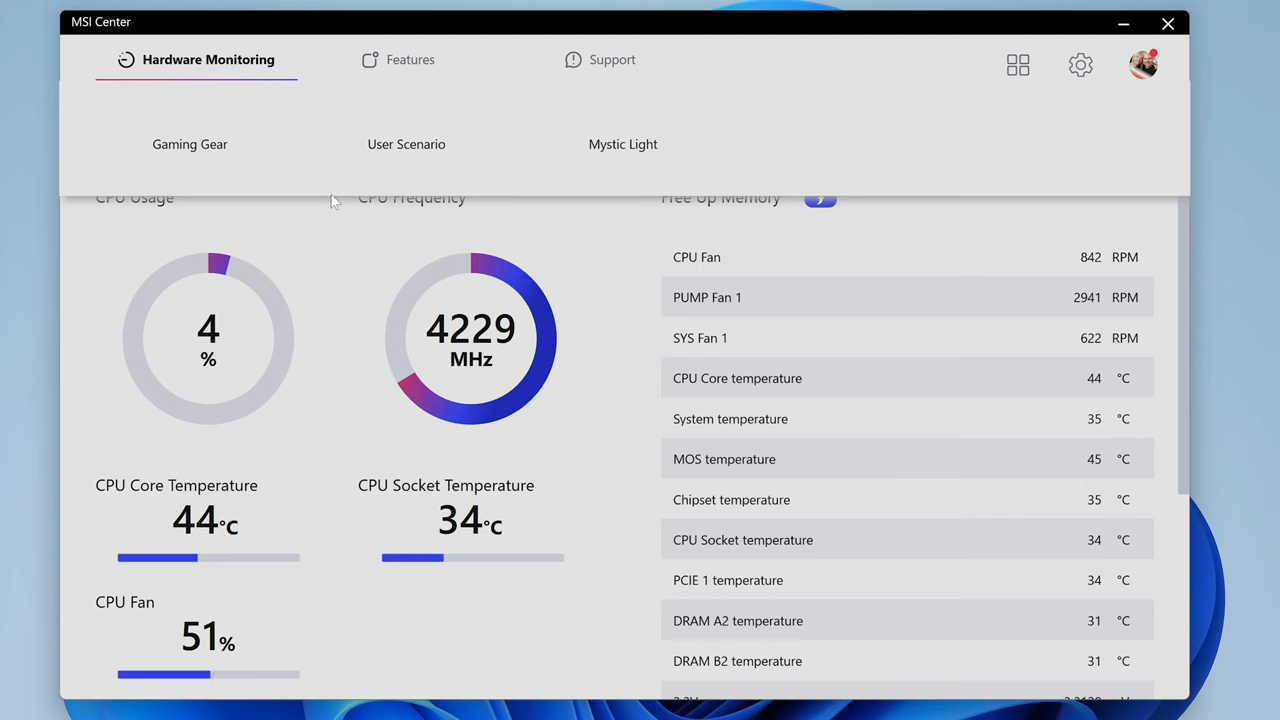 MSI Center
Hardware Monitoring
Features
Support
Gaming Gear
User Scenario
Mystic Light
CPU Usage
CPU Frequency
Free Up Memory
4
%
4229
MHz
CPU Core Temperature
44°C
CPU Socket Temperature
34°C
CPU Fan
51%
CPU Fan 842 RPM
PUMP Fan 1 2941 RPM
SYS Fan 1 622 RPM
CPU Core temperature 44 °C
System temperature 35 °C
MOS temperature 45 °C
Chipset temperature 35 °C
CPU Socket temperature 34 °C
PCIE 1 temperature 34 °C
DRAM A2 temperature 31 °C
DRAM B2 temperature 31 °C